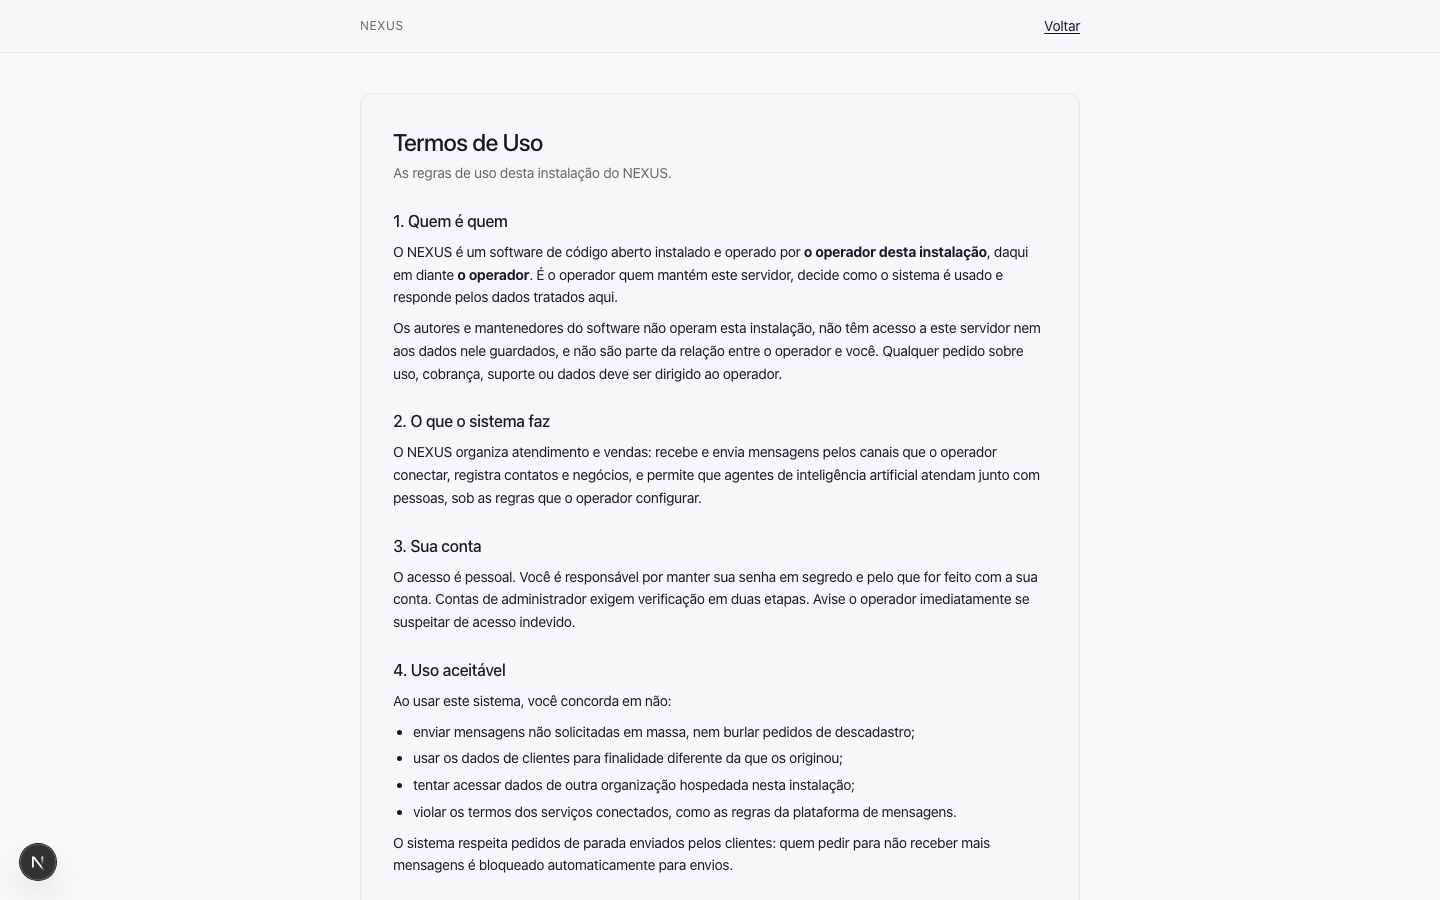 NEXUS
Voltar
Termos de Uso
As regras de uso desta instalação do NEXUS.
1. Quem é quem
O NEXUS é um software de código aberto instalado e operado por o operador desta instalação, daqui
em diante o operador. É o operador quem mantém este servidor, decide como o sistema é usado e
responde pelos dados tratados aqui.
Os autores e mantenedores do software não operam esta instalação, não têm acesso a este servidor nem
aos dados nele guardados, e não são parte da relação entre o operador e você. Qualquer pedido sobre
uso, cobrança, suporte ou dados deve ser dirigido ao operador.
2. O que o sistema faz
O NEXUS organiza atendimento e vendas: recebe e envia mensagens pelos canais que o operador
conectar, registra contatos e negócios, e permite que agentes de inteligência artificial atendam junto com
pessoas, sob as regras que o operador configurar.
3. Sua conta
O acesso é pessoal. Você é responsável por manter sua senha em segredo e pelo que for feito com a sua
conta. Contas de administrador exigem verificação em duas etapas. Avise o operador imediatamente se
suspeitar de acesso indevido.
4. Uso aceitável
Ao usar este sistema, você concorda em não:
• enviar mensagens não solicitadas em massa, nem burlar pedidos de descadastro;
• usar os dados de clientes para finalidade diferente da que os originou;
• tentar acessar dados de outra organização hospedada nesta instalação;
• violar os termos dos serviços conectados, como as regras da plataforma de mensagens.
O sistema respeita pedidos de parada enviados pelos clientes: quem pedir para não receber mais
mensagens é bloqueado automaticamente para envios.
N